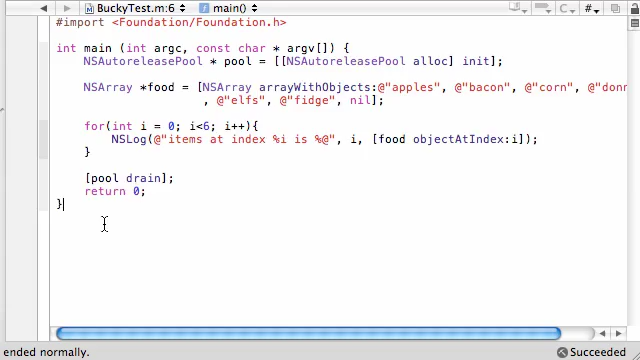 BuckyTest.m:6 f main() C #
#import <Foundation/Foundation.h>
int main (int argc, const char * argv[]) {
NSAutoreleasePool * pool = [[NSAutoreleasePool alloc] init];
NSArray *food = [NSArray arrayWithObjects:@"apples", @"bacon", @"corn", @"donn
, @"elfs", @"fidge", nil];
for(int i = 0; i<6; i++){
NSLog(@"items at index %i is %@", i, [food objectAtIndex:i]);
}
[pool drain];
return 0;
}
ended normally. Succeeded